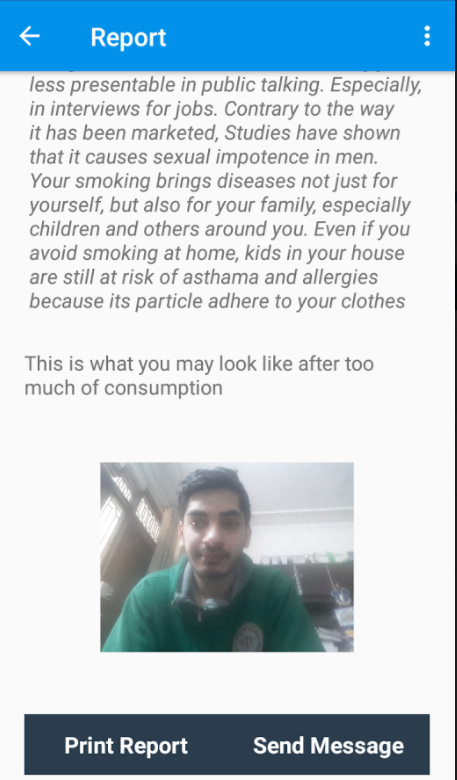 Report
less presentable in public talking. Especially,
in interviews for jobs. Contrary to the way
it has been marketed, Studies have shown
that it causes sexual impotence in men.
Your smoking brings diseases not just for
yourself, but also for your family, especially
children and others around you. Even if you
avoid smoking at home, kids in your house
are still at risk of asthama and allergies
because its particle adhere to your clothes
This is what you may look like after too
much of consumption
Print Report Send Message